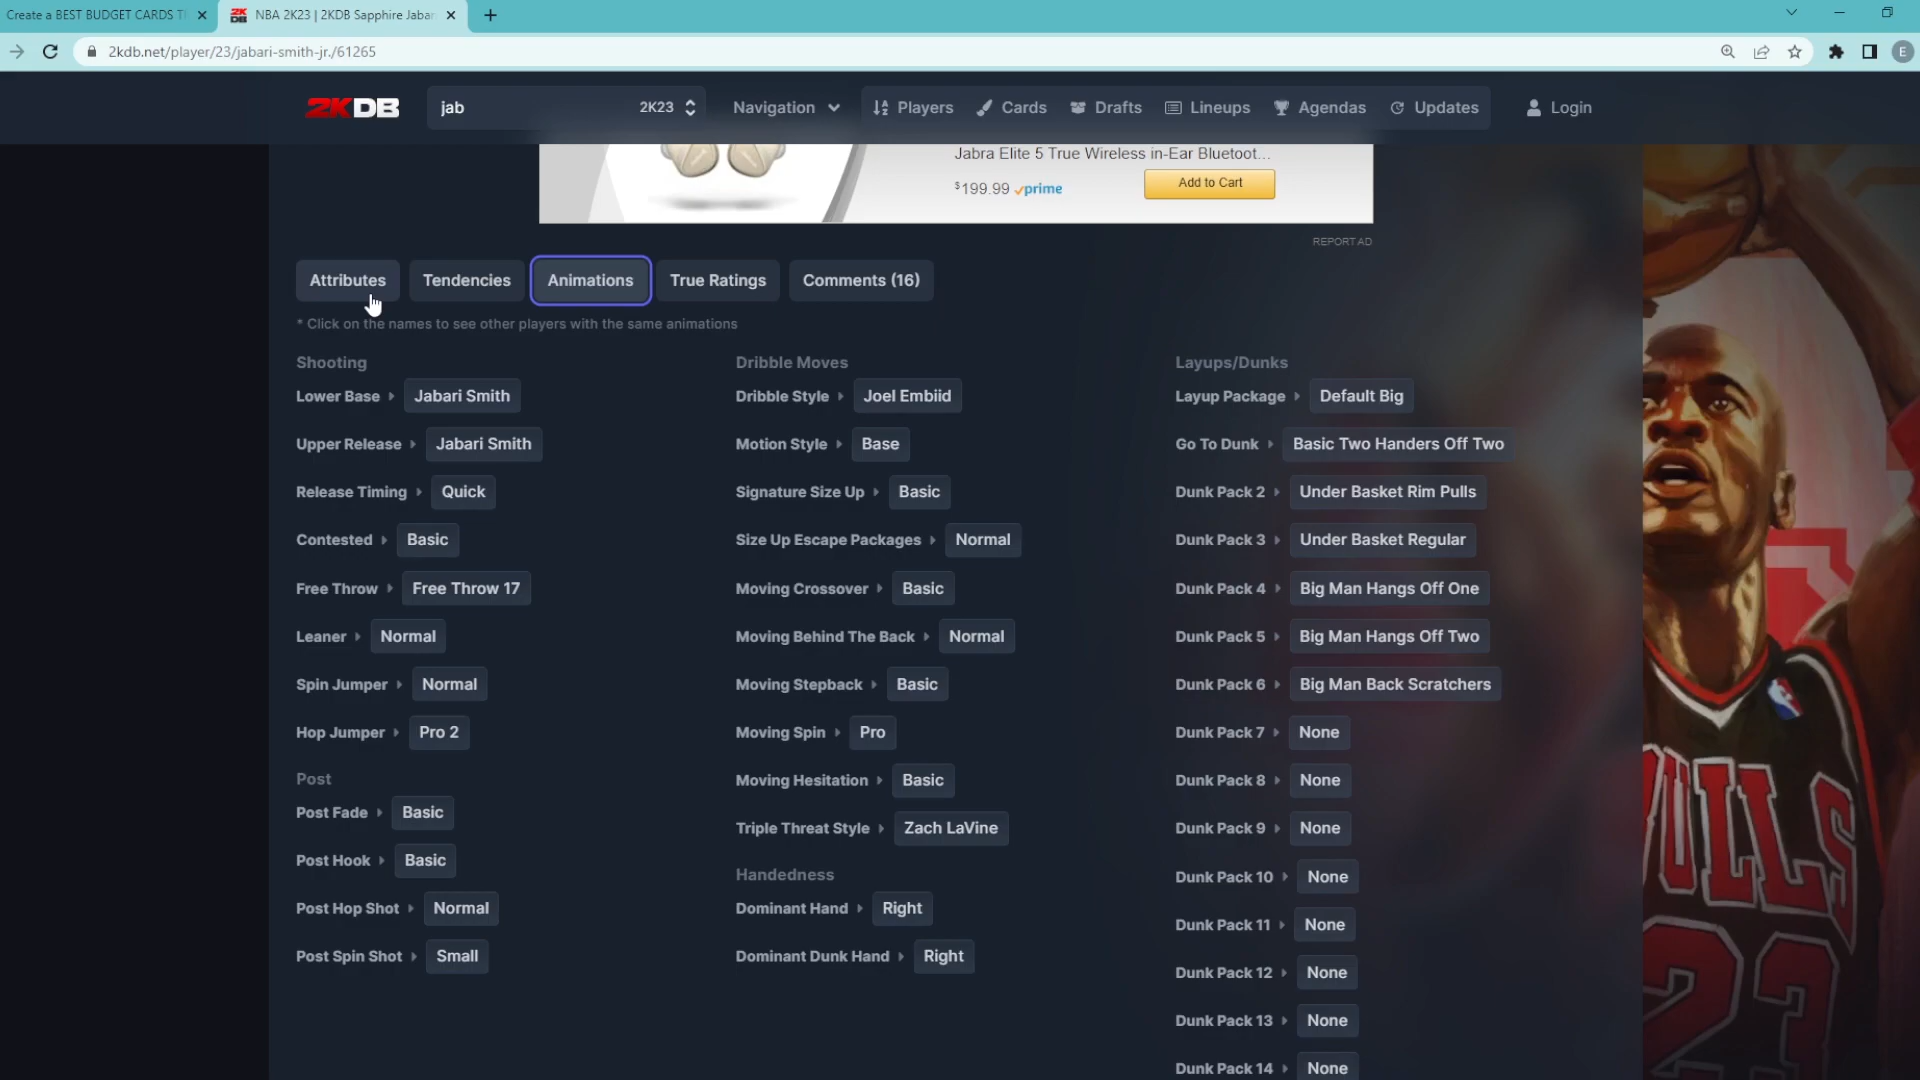 Create a BEST BUDGET CARDS T
NBA 2K23 | 2KDB Sapphire Jabar
2kdb.net/player/23/jabari-smith-jr./61265
E
2KDB
jab
2K23
Navigation
Players
Cards
Drafts
Lineups
Agendas
Updates
Login
Jabra Elite 5 True Wireless in-Ear Bluetoot...
$199.99 prime
Add to Cart
REPORT AD
Attributes
Tendencies
Animations
True Ratings
Comments (16)
* Click on the names to see other players with the same animations
Shooting
Lower Base Jabari Smith
Upper Release Jabari Smith
Release Timing Quick
Contested Basic
Free Throw Free Throw 17
Leaner Normal
Spin Jumper Normal
Hop Jumper Pro 2
Post
Post Fade Basic
Post Hook Basic
Post Hop Shot Normal
Post Spin Shot Small
Dribble Moves
Dribble Style Joel Embiid
Motion Style Base
Signature Size Up Basic
Size Up Escape Packages Normal
Moving Crossover Basic
Moving Behind The Back Normal
Moving Stepback Basic
Moving Spin Pro
Moving Hesitation Basic
Triple Threat Style Zach LaVine
Handedness
Dominant Hand Right
Dominant Dunk Hand Right
Layups/Dunks
Layup Package Default Big
Go To Dunk Basic Two Handers Off Two
Dunk Pack 2 Under Basket Rim Pulls
Dunk Pack 3 Under Basket Regular
Dunk Pack 4 Big Man Hangs Off One
Dunk Pack 5 Big Man Hangs Off Two
Dunk Pack 6 Big Man Back Scratchers
Dunk Pack 7 None
Dunk Pack 8 None
Dunk Pack 9 None
Dunk Pack 10 None
Dunk Pack 11 None
Dunk Pack 12 None
Dunk Pack 13 None
Dunk Pack 14 None
ULLS
23